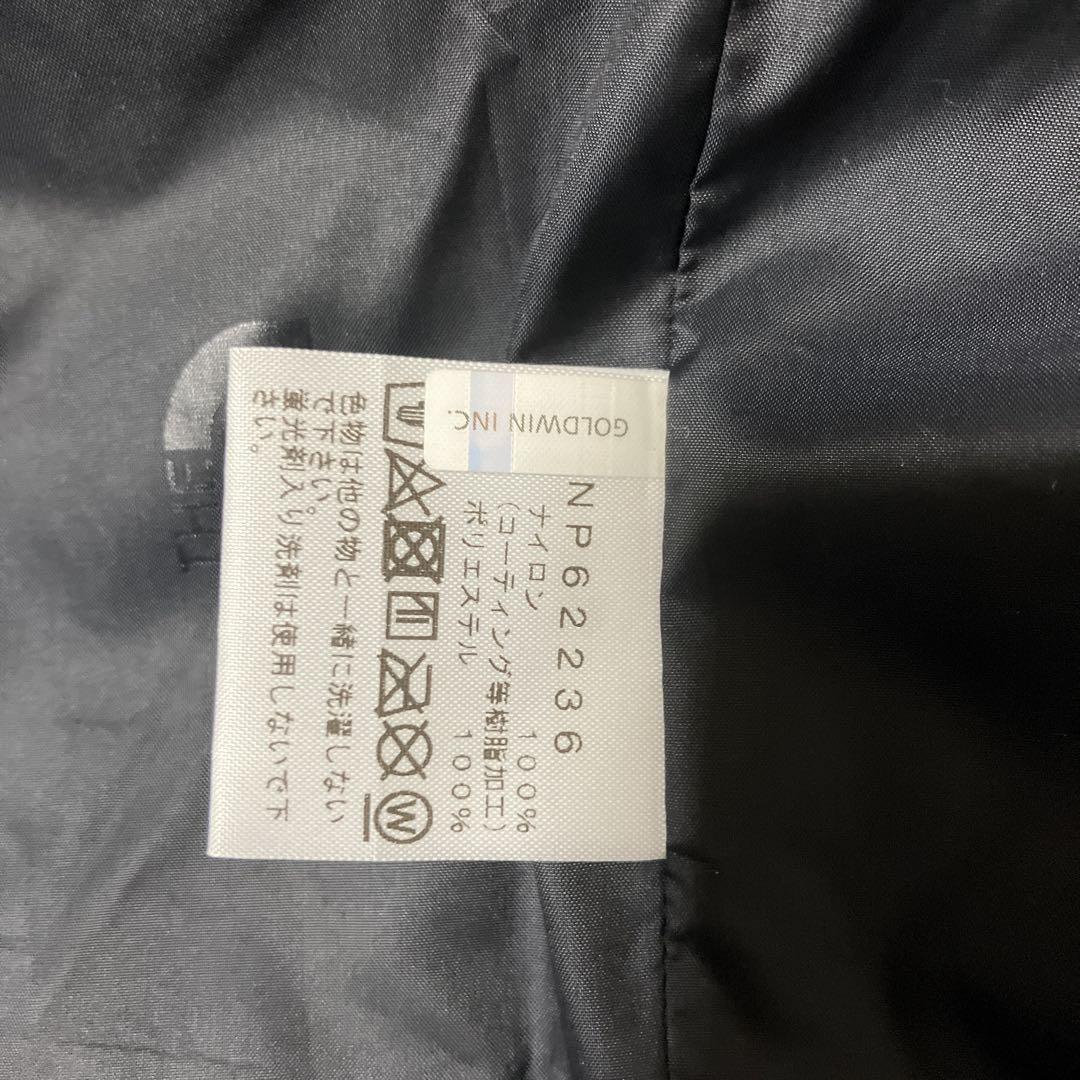 GOLDWIN INC.
NP62236
ナイロン 100%
(コーティング等樹脂加工)
ポリエステル 100%
W
色物は他の物と一緒に洗濯しない
で下さい。
蛍光剤入り洗剤は使用しないで下
さい。